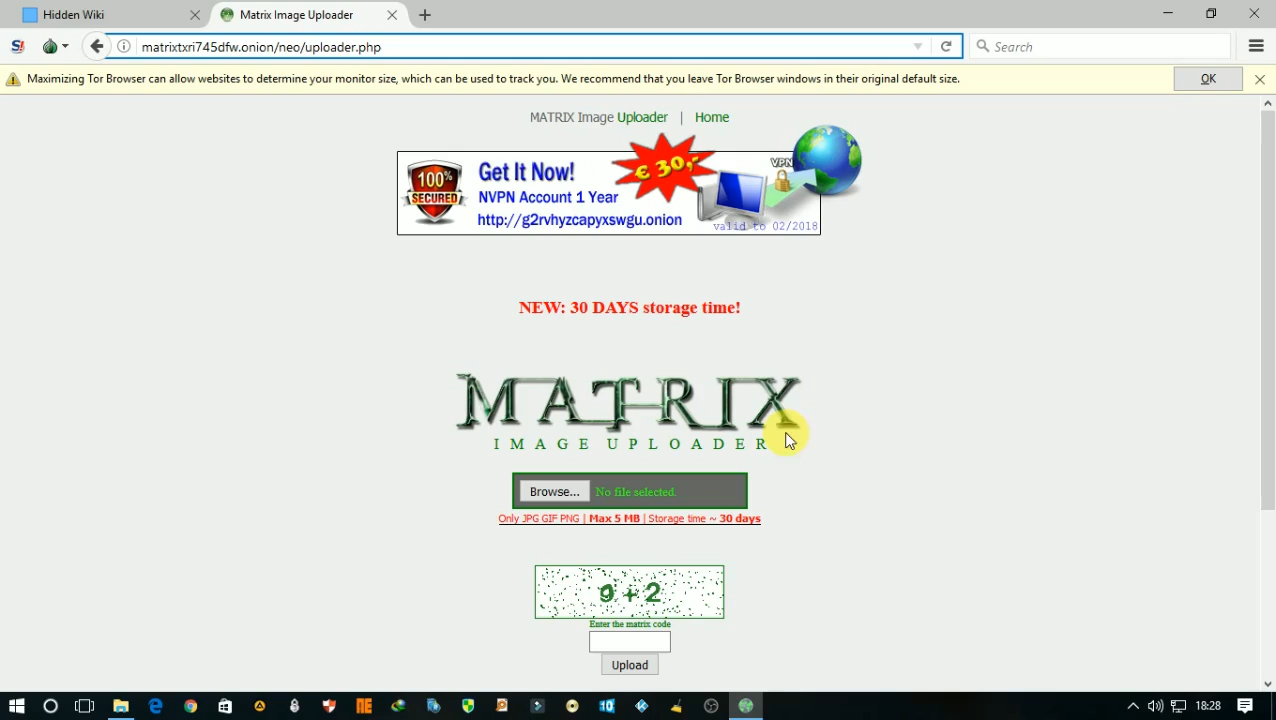 Hidden Wiki
Matrix Image Uploader
matrixtxri745dfw.onion/neo/uploader.php
Search
Maximizing Tor Browser can allow websites to determine your monitor size, which can be used to track you. We recommend that you leave Tor Browser windows in their original default size.
OK
MATRIX Image Uploader | Home
100%
SECURED
Get It Now!
€ 30,-
VPN
NVPN Account 1 Year
http://g2rvhyzcapyxswgu.onion
valid to 02/2018
NEW: 30 DAYS storage time!
MATRIX
IMAGE UPLOADER
Browse... No file selected.
Only JPG GIF PNG | Max 5 MB | Storage time ~ 30 days
9 + 2
Enter the matrix code
Upload
18:28